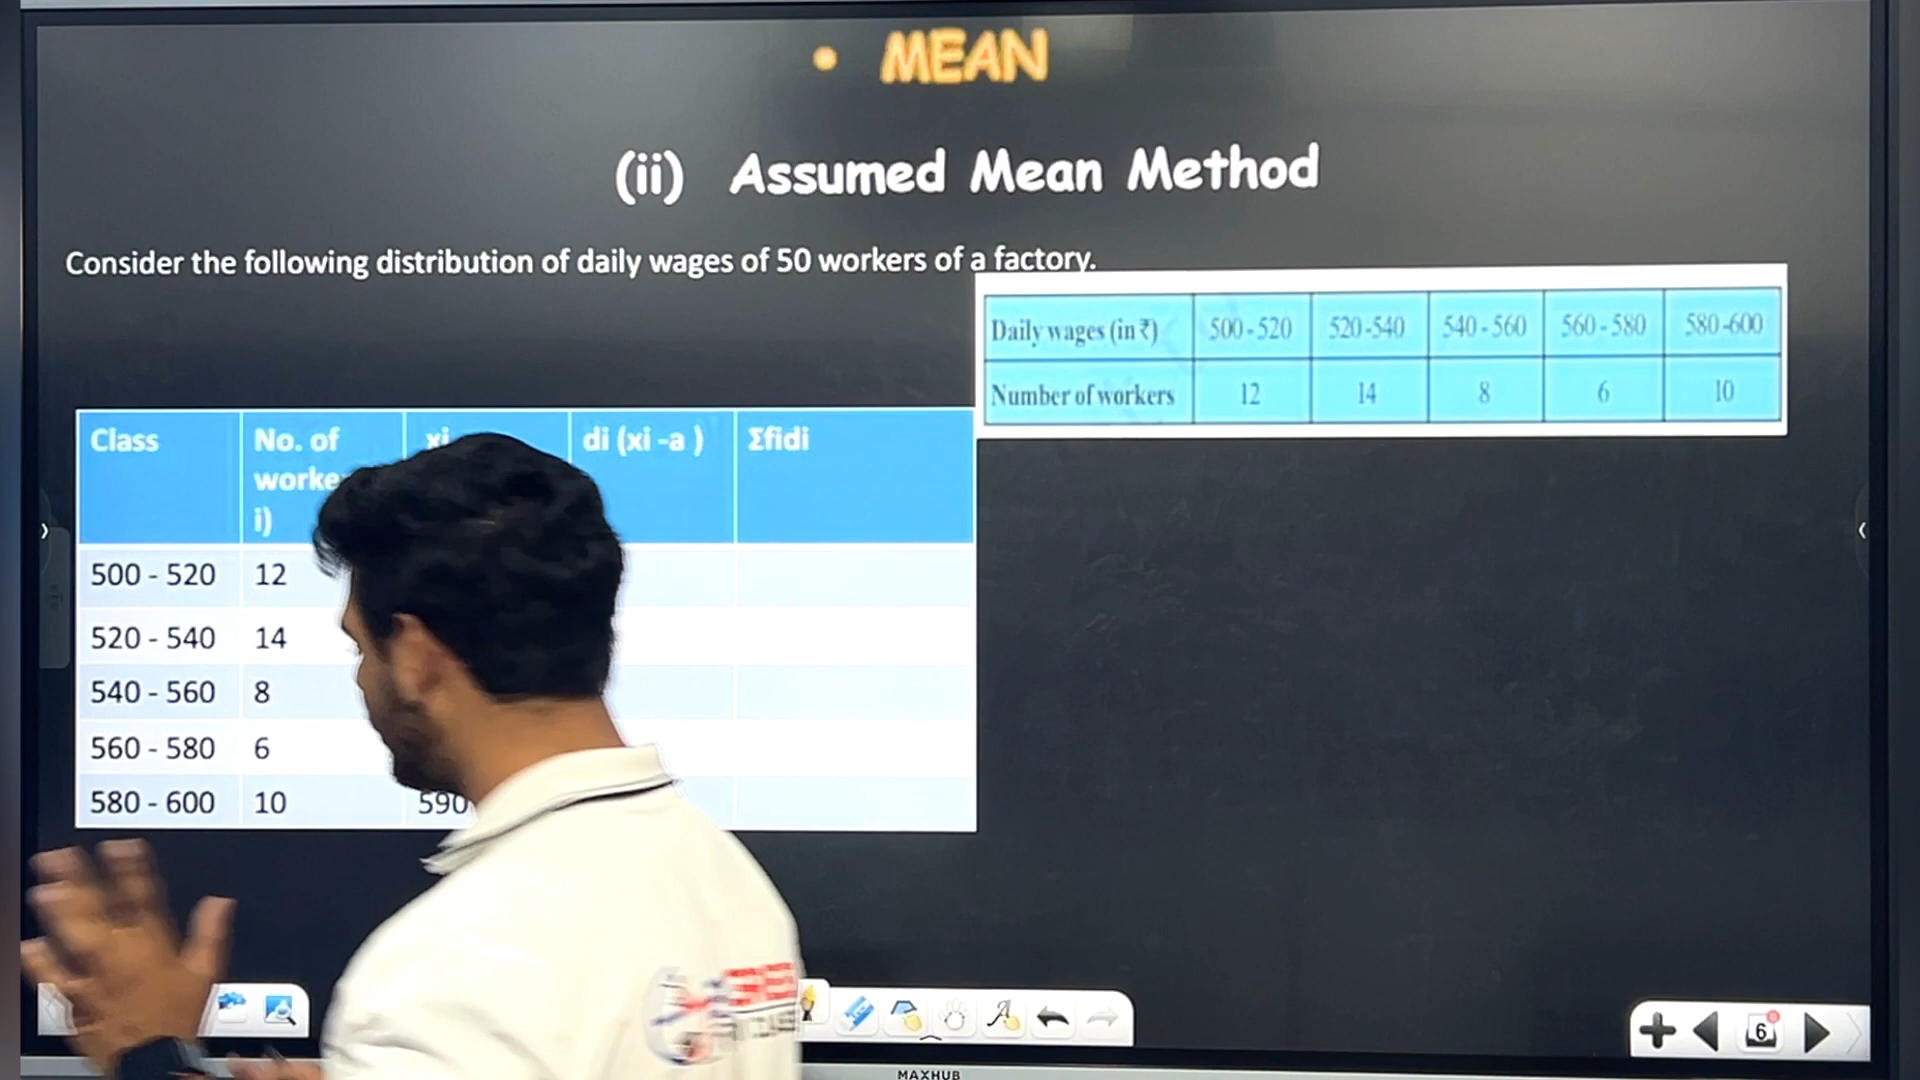 • MEAN
(ii) Assumed Mean Method
Consider the following distribution of daily wages of 50 workers of a factory.
Daily wages (in ₹) 500-520 520-540 540-560 560-580 580-600
Number of workers 12 14 8 6 10
Class No. of xi di (xi -a ) Σfidi
i)
500 - 520 12
520 - 540 14
540 - 560 8
560 - 580 6
580 - 600 10 590
6
MAXHUB